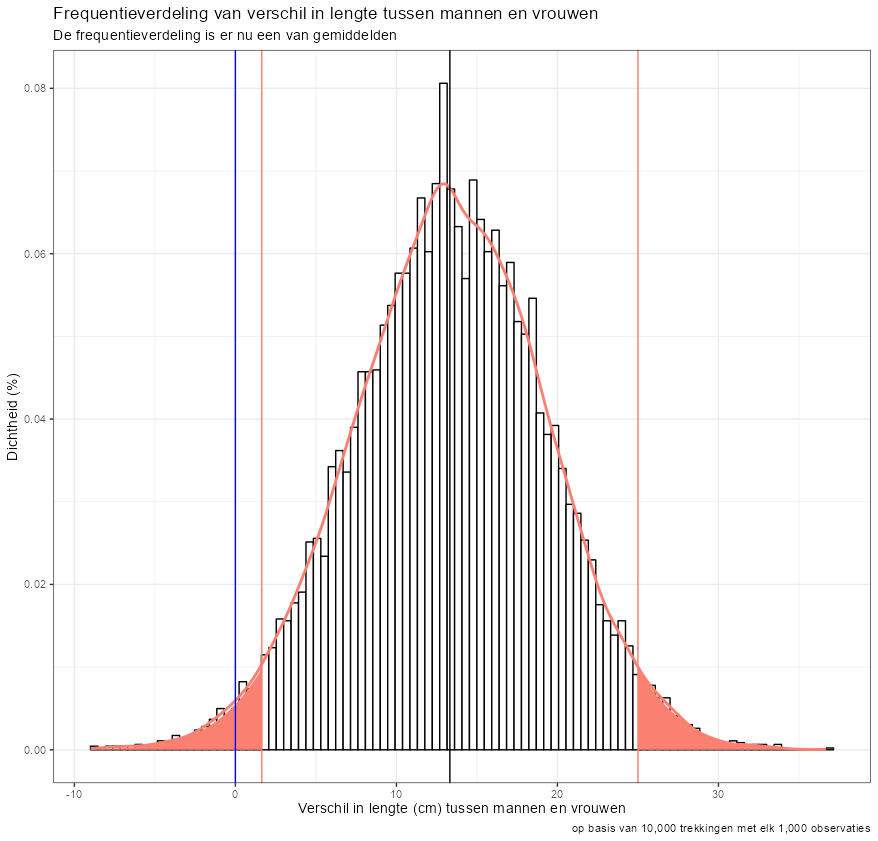 Frequentieverdeling van verschil in lengte tussen mannen en vrouwen
De frequentieverdeling is er nu een van gemiddelden
Dichtheid (%)
0.08
0.06
0.04
0.02
0.00
-10 0 10 20 30
Verschil in lengte (cm) tussen mannen en vrouwen
op basis van 10,000 trekkingen met elk 1,000 observaties